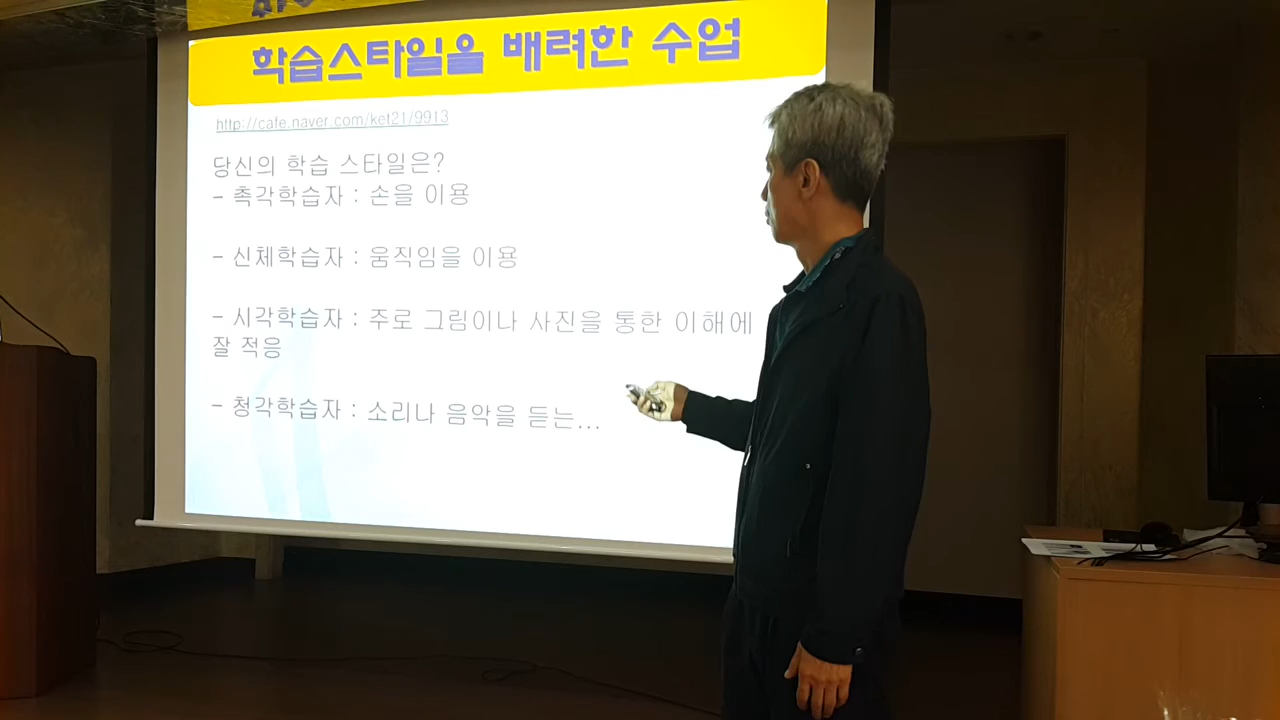 학습스타일을 배려한 수업
http://cafe.naver.com/ket21/9913
당신의 학습 스타일은?
- 촉각학습자 : 손을 이용
- 신체학습자 : 움직임을 이용
- 시각학습자 : 주로 그림이나 사진을 통한 이해에
잘 적응
- 청각학습자 : 소리나 음악을 듣는...